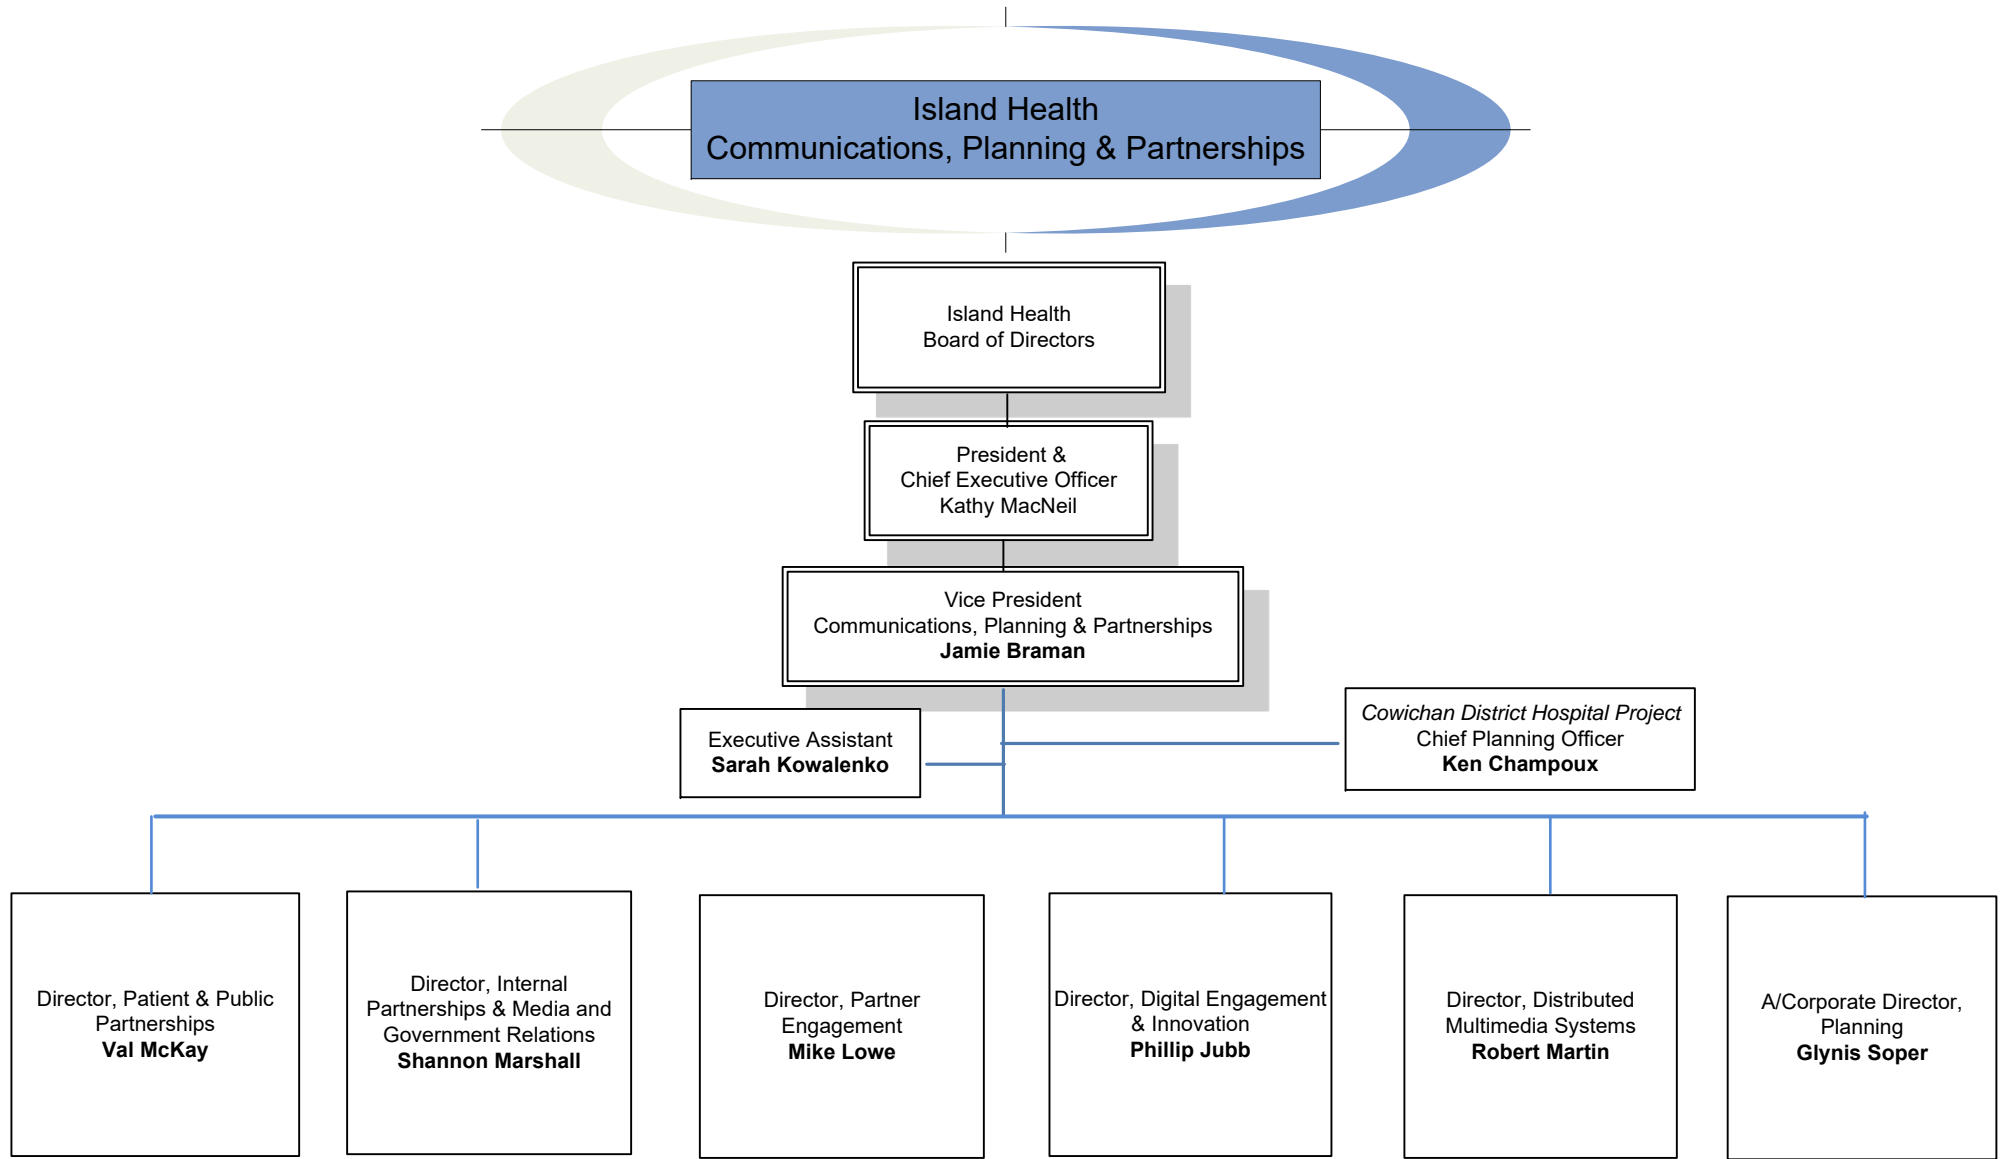 Island Health
Communications, Planning & Partnerships
Island Health
Board of Directors
President &
Chief Executive Officer
Kathy MacNeil
Vice President
Communications, Planning & Partnerships
Jamie Braman
Executive Assistant
Sarah Kowalenko
Cowichan District Hospital Project
Chief Planning Officer
Ken Champoux
Director, Patient & Public
Partnerships
Val McKay
Director, Internal
Partnerships & Media and
Government Relations
Shannon Marshall
Director, Partner
Engagement
Mike Lowe
Director, Digital Engagement
& Innovation
Phillip Jubb
Director, Distributed
Multimedia Systems
Robert Martin
A/Corporate Director,
Planning
Glynis Soper